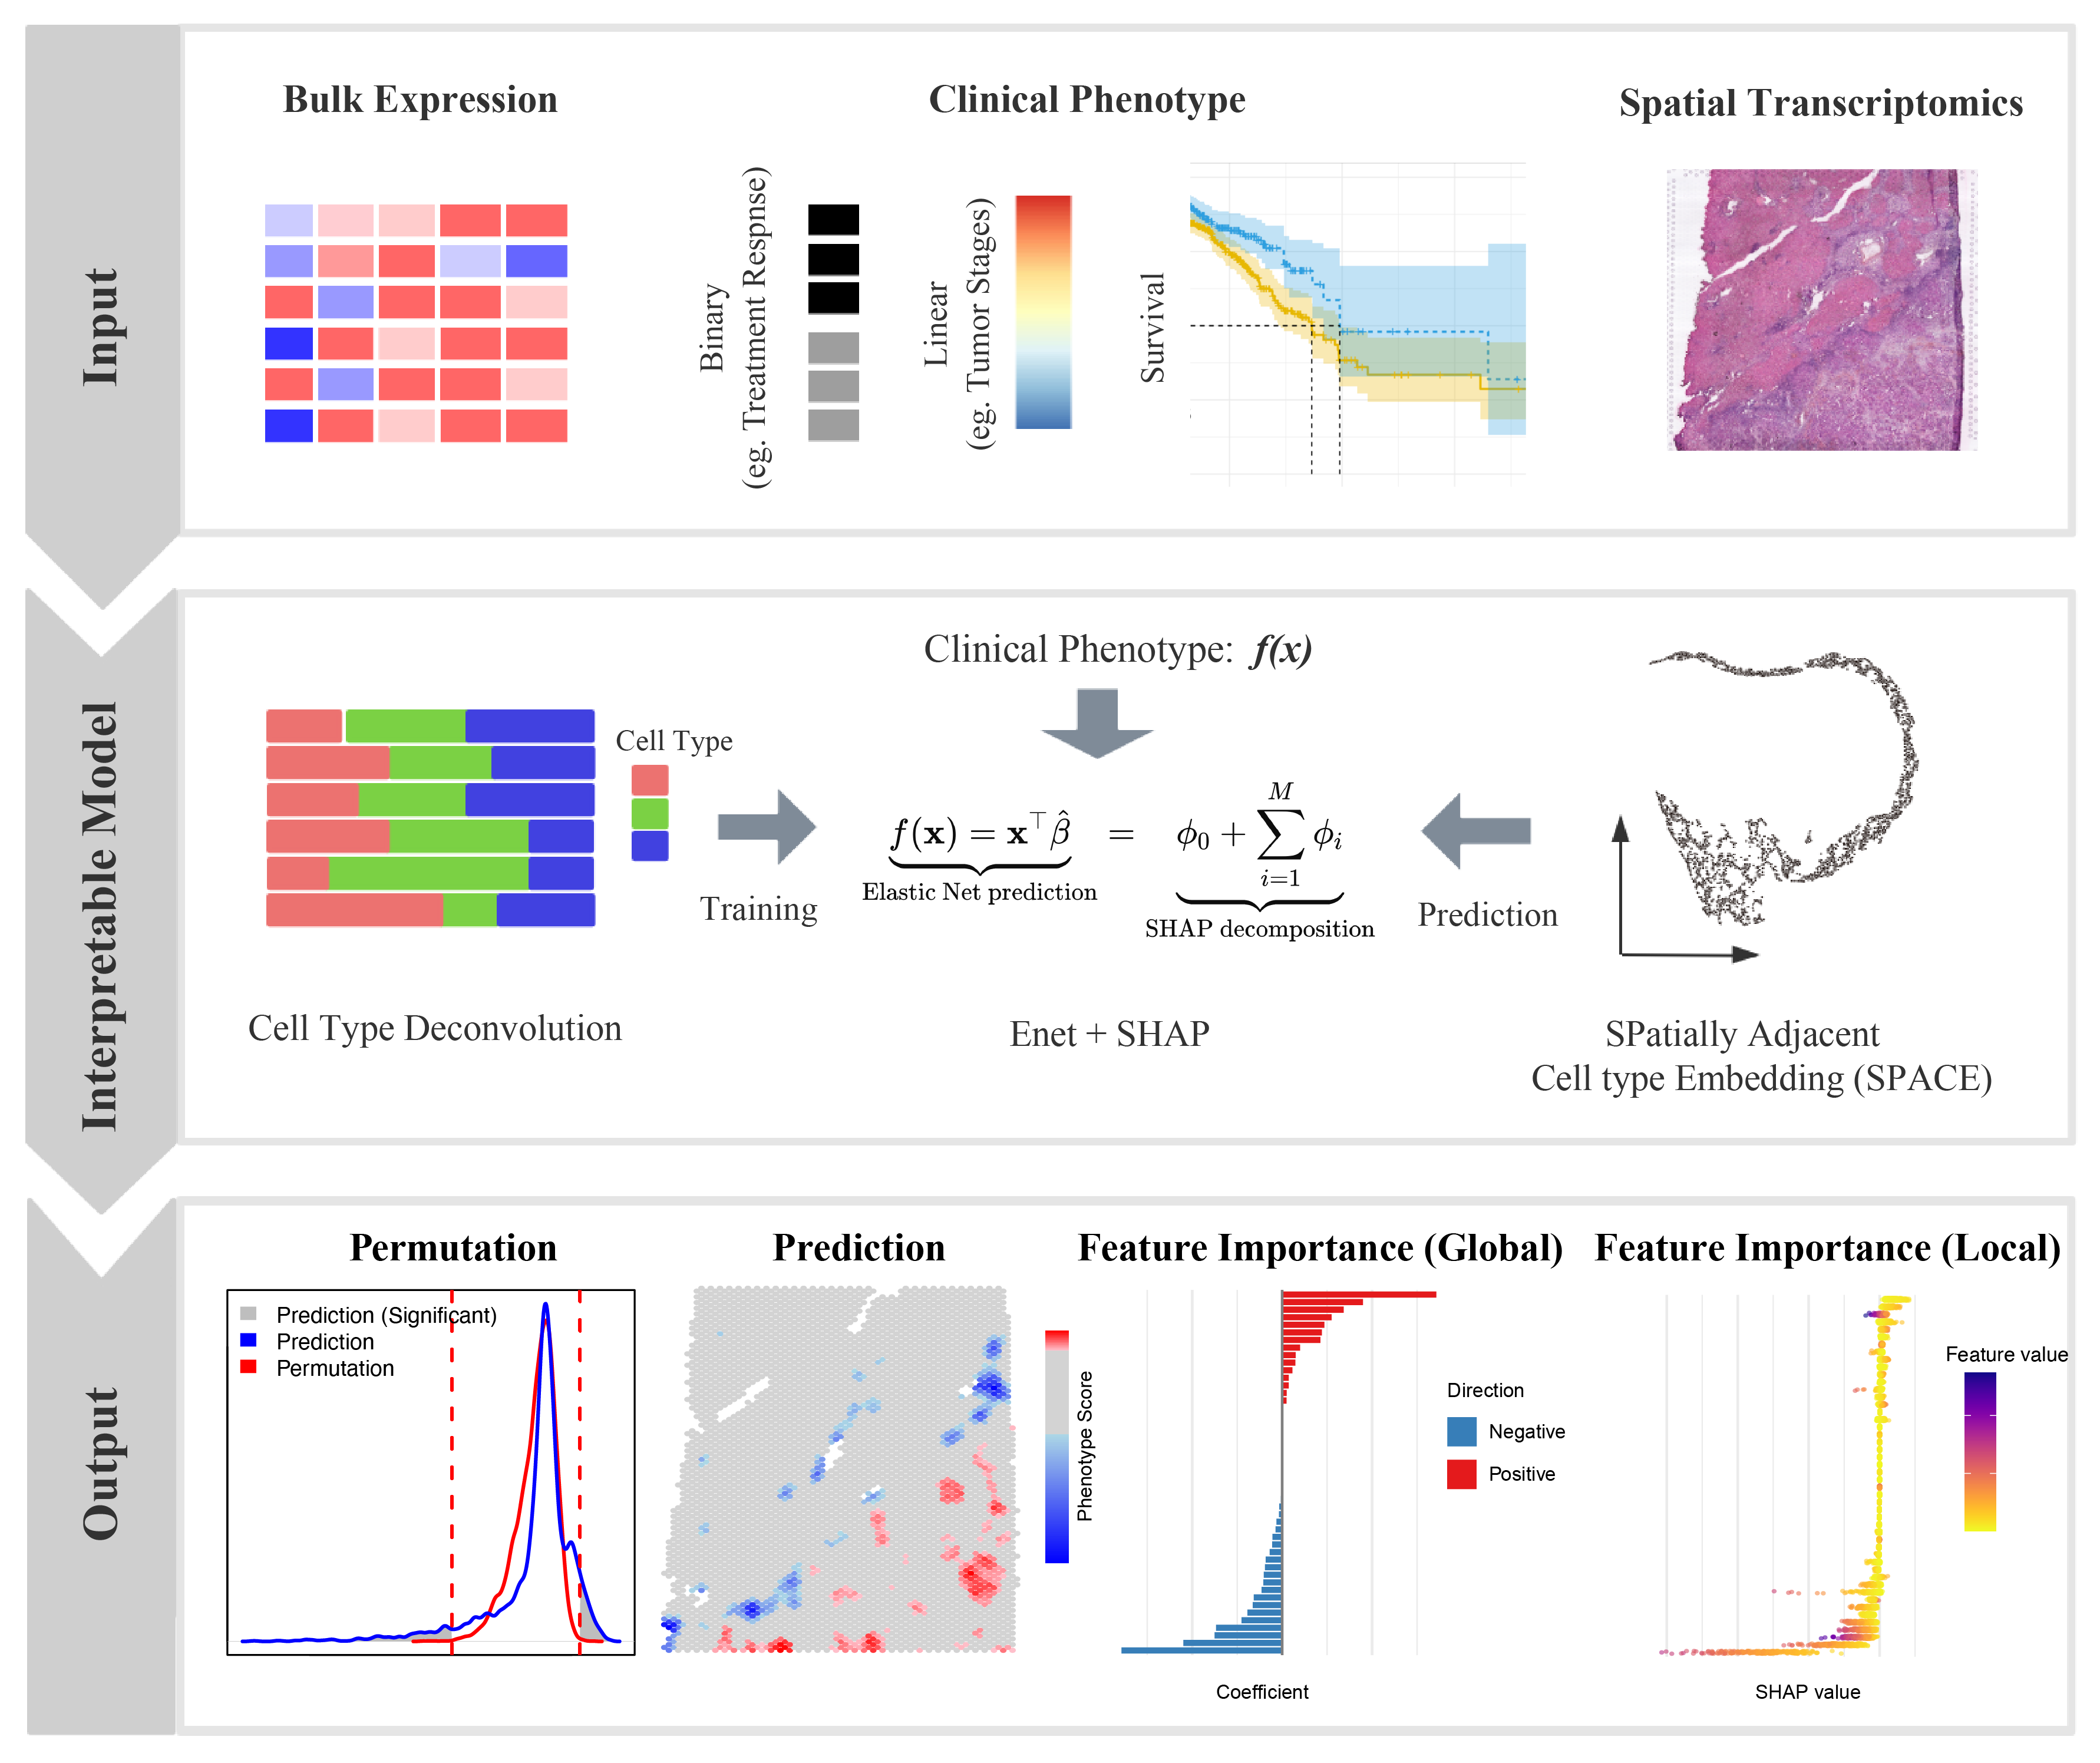 Input
Bulk Expression
Clinical Phenotype
Spatial Transcriptomics
Binary
(eg. Treatment Respnse)
Linear
(eg. Tumor Stages)
Survival
Interpretable Model
Clinical Phenotype: f(x)
Cell Type
Training
f(x) = x⊤β̂ = ϕ0 + ∑ M i=1 ϕi
Elastic Net prediction
SHAP decomposition
Prediction
Cell Type Deconvolution
Enet + SHAP
SPatially Adjacent
Cell type Embedding (SPACE)
Output
Permutation
Prediction (Significant)
Prediction
Permutation
Prediction
Phenotype Score
Feature Importance (Global)
Direction
Negative
Positive
Coefficient
Feature Importance (Local)
Feature value
SHAP value